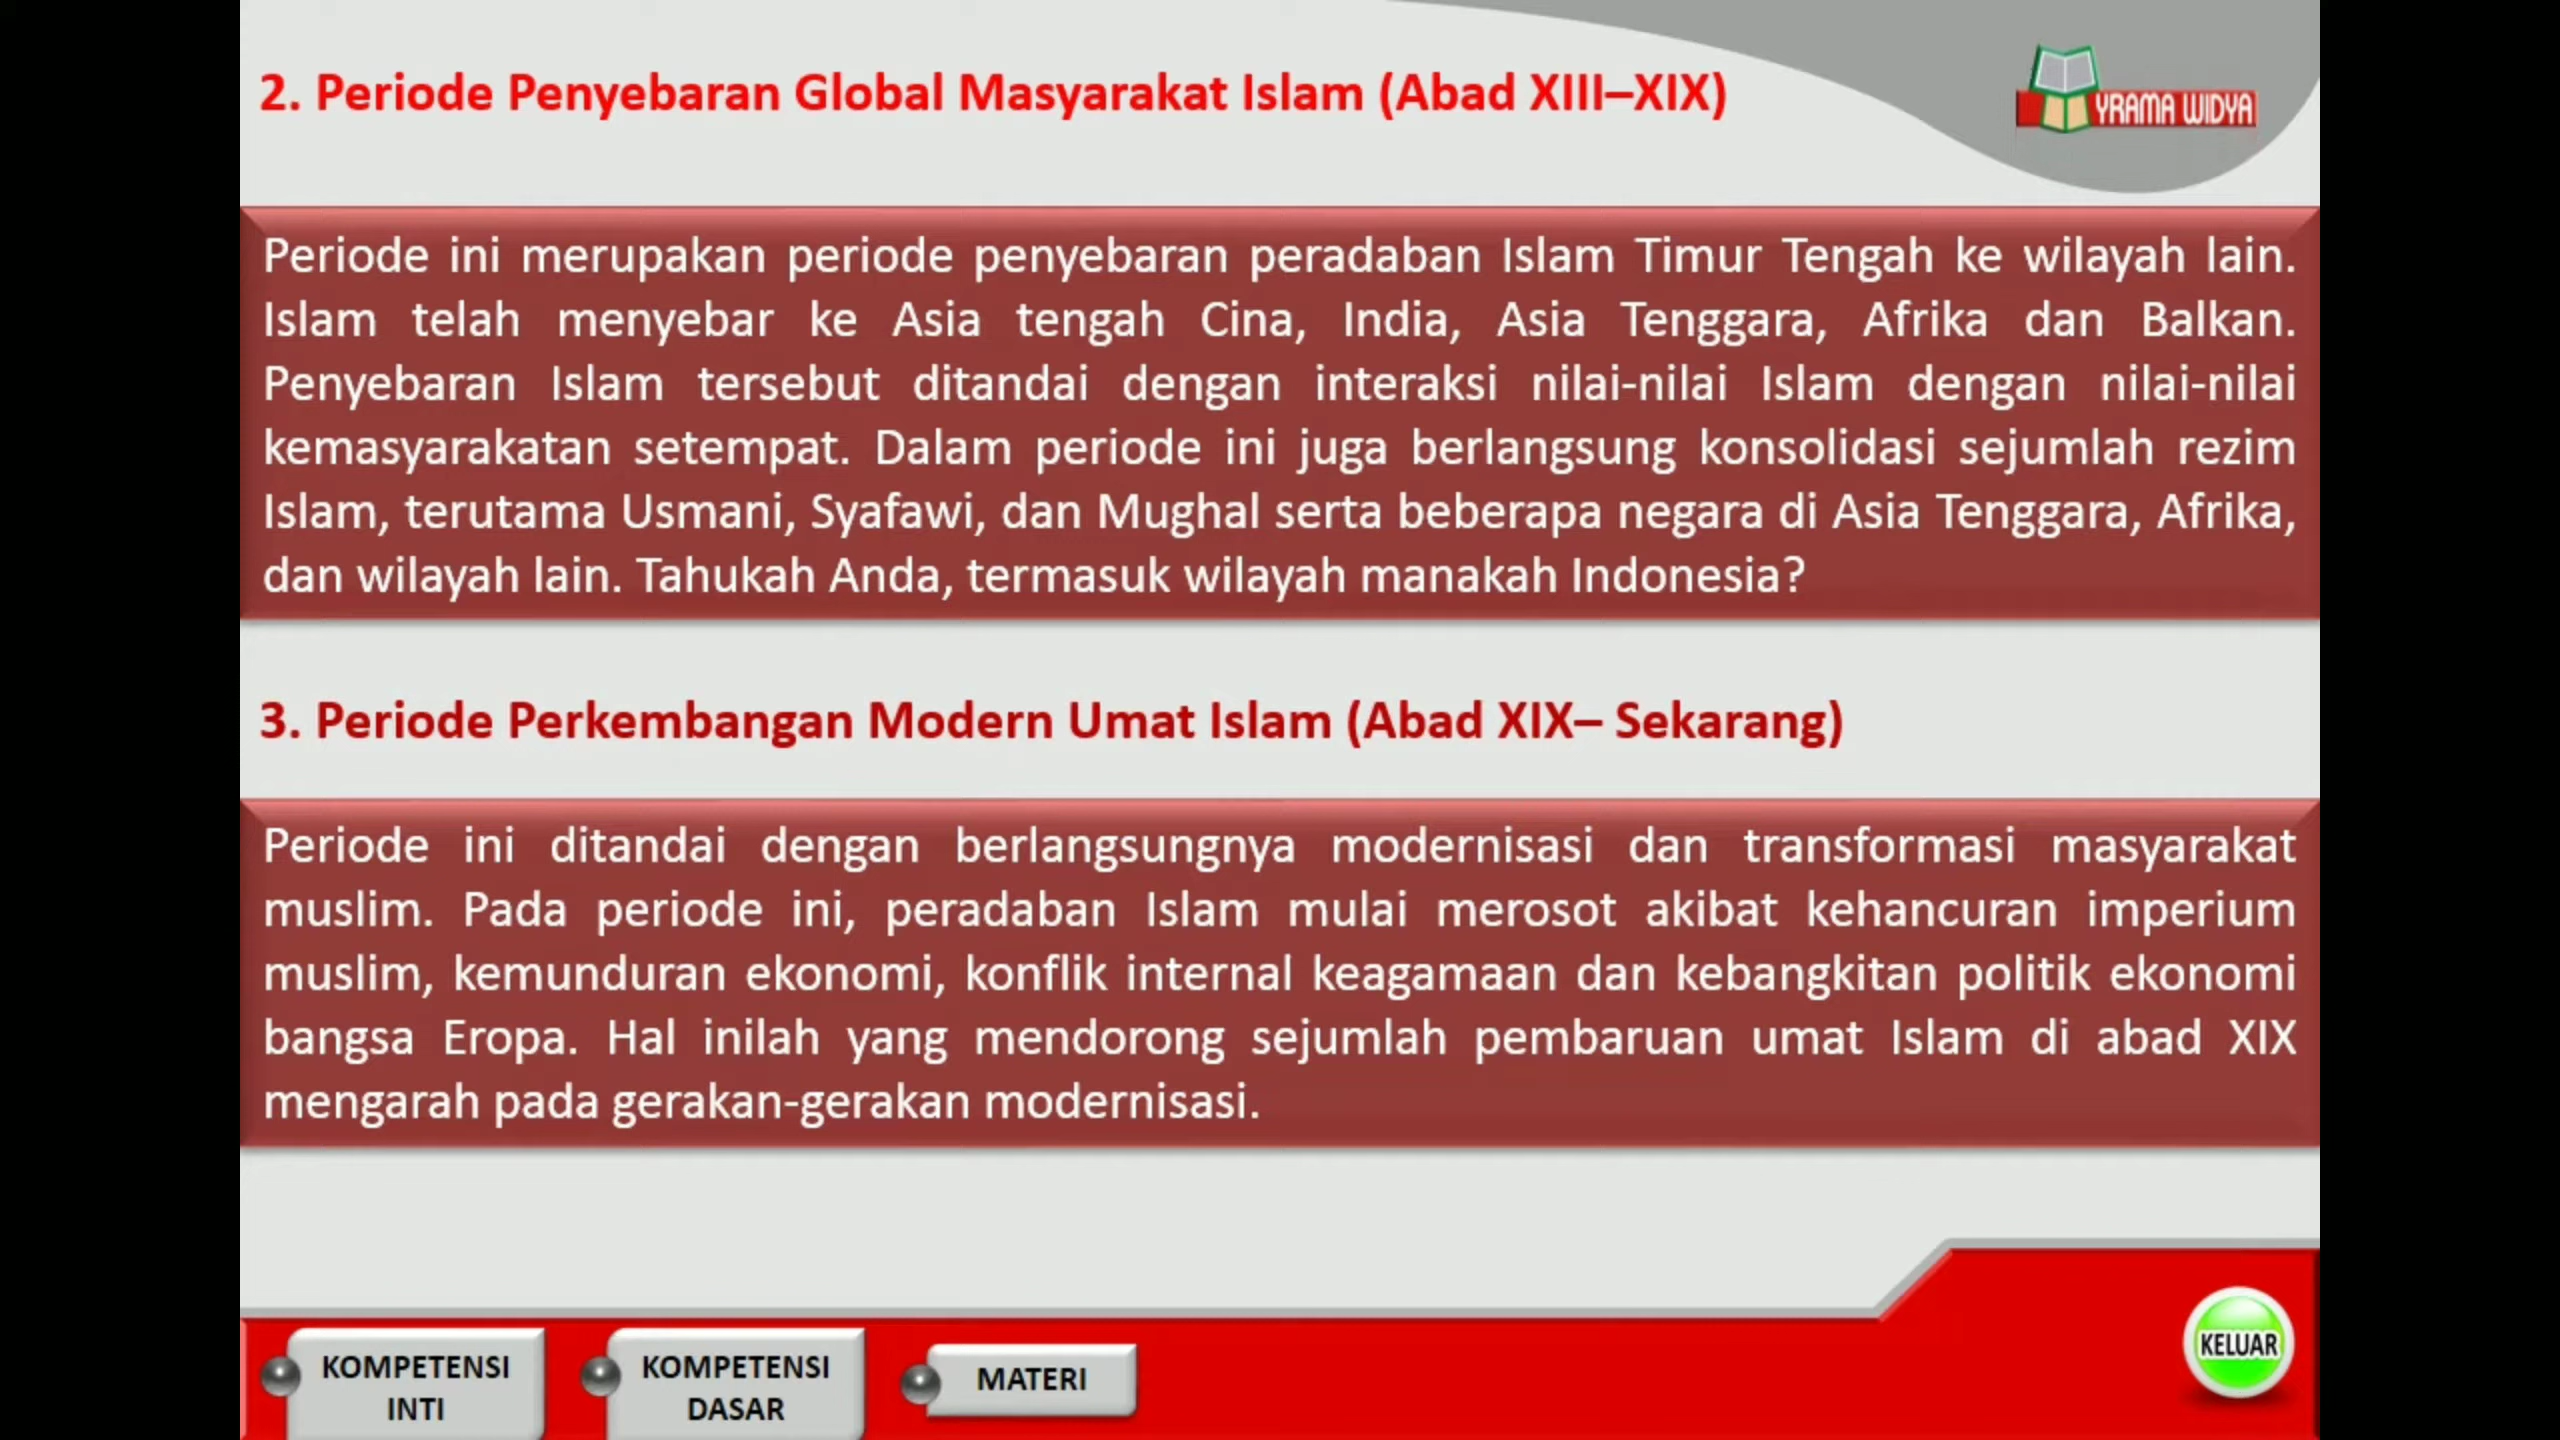 2. Periode Penyebaran Global Masyarakat Islam (Abad XIII–XIX)
YRAMA WIDYA
Periode ini merupakan periode penyebaran peradaban Islam Timur Tengah ke wilayah lain.
Islam telah menyebar ke Asia tengah Cina, India, Asia Tenggara, Afrika dan Balkan.
Penyebaran Islam tersebut ditandai dengan interaksi nilai-nilai Islam dengan nilai-nilai
kemasyarakatan setempat. Dalam periode ini juga berlangsung konsolidasi sejumlah rezim
Islam, terutama Usmani, Syafawi, dan Mughal serta beberapa negara di Asia Tenggara, Afrika,
dan wilayah lain. Tahukah Anda, termasuk wilayah manakah Indonesia?
3. Periode Perkembangan Modern Umat Islam (Abad XIX– Sekarang)
Periode ini ditandai dengan berlangsungnya modernisasi dan transformasi masyarakat
muslim. Pada periode ini, peradaban Islam mulai merosot akibat kehancuran imperium
muslim, kemunduran ekonomi, konflik internal keagamaan dan kebangkitan politik ekonomi
bangsa Eropa. Hal inilah yang mendorong sejumlah pembaruan umat Islam di abad XIX
mengarah pada gerakan-gerakan modernisasi.
KOMPETENSI
INTI
KOMPETENSI
DASAR
MATERI
KELUAR